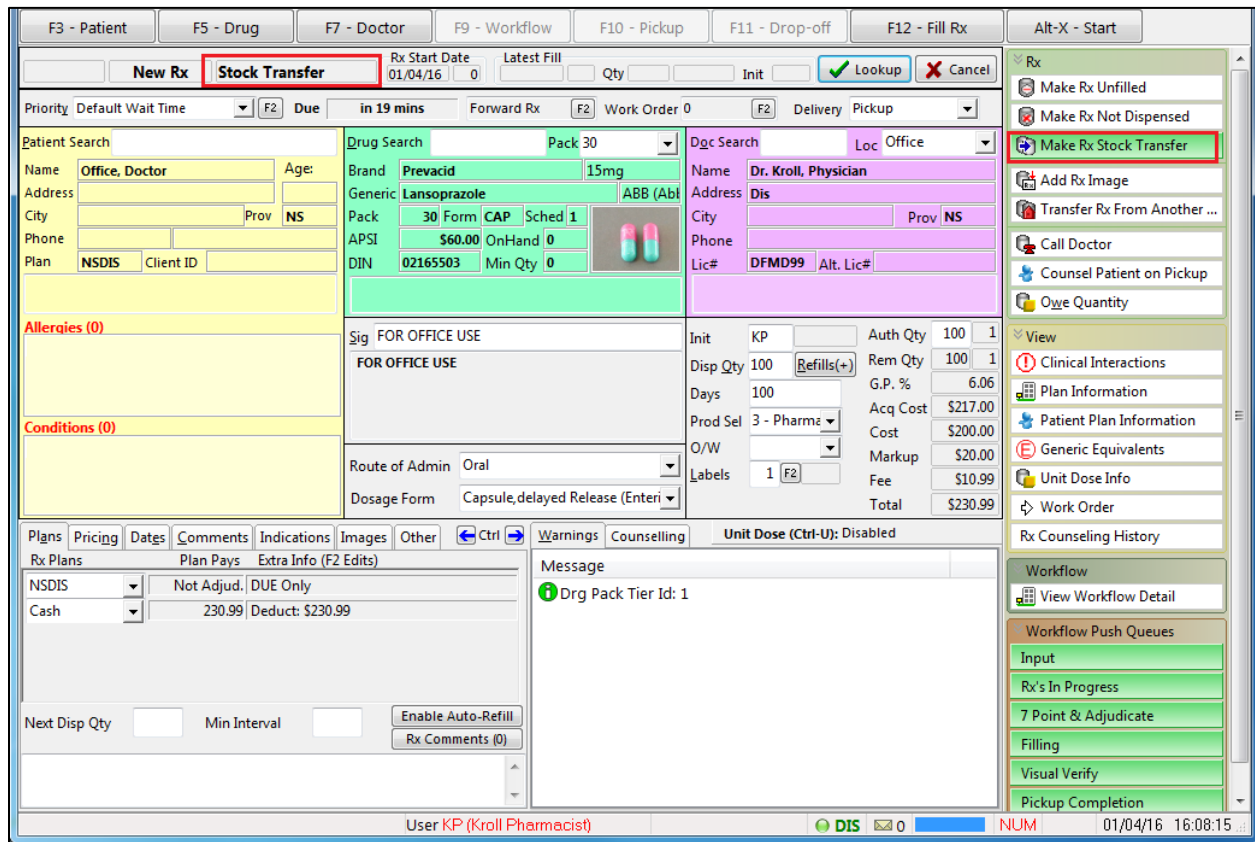 F3 - Patient F5 - Drug F7 - Doctor F9 - Workflow F10 - Pickup F11 - Drop-off F12 - Fill Rx Alt-X - Start
New Rx Stock Transfer Rx Start Date 01/04/16 0 Latest Fill Qty Init Lookup Cancel
Priority Default Wait Time F2 Due in 19 mins Forward Rx F2 Work Order 0 F2 Delivery Pickup
Patient Search
Name Office, Doctor Age:
Address
City Prov NS
Phone
Plan NSDIS Client ID
Allergies (0)
Conditions (0)
Drug Search Pack 30
Brand Prevacid 15mg
Generic Lansoprazole ABB (Abl
Pack 30 Form CAP Sched 1
APSI $60.00 OnHand 0
DIN 02165503 Min Qty 0
Doc Search Loc Office
Name Dr. Kroll, Physician
Address Dis
City Prov NS
Phone
Lic# DFMD99 Alt. Lic#
Sig FOR OFFICE USE
FOR OFFICE USE
Route of Admin Oral
Dosage Form Capsule,delayed Release (Enteri
Init KP Auth Qty 100 1
Disp Qty 100 Refills(+) Rem Qty 100 1
Days 100 G.P. % 6.06
Prod Sel 3 - Pharma Acq Cost $217.00
Cost $200.00
O/W Markup $20.00
Labels 1 F2 Fee $10.99
Total $230.99
Plans Pricing Dates Comments Indications Images Other Ctrl
Rx Plans Plan Pays Extra Info (F2 Edits)
NSDIS Not Adjud. DUE Only
Cash 230.99 Deduct: $230.99
Next Disp Qty Min Interval Enable Auto-Refill
Rx Comments (0)
Warnings Counselling Unit Dose (Ctrl-U): Disabled
Message
Drg Pack Tier Id: 1
Rx
Make Rx Unfilled
Make Rx Not Dispensed
Make Rx Stock Transfer
Add Rx Image
Transfer Rx From Another ...
Call Doctor
Counsel Patient on Pickup
Owe Quantity
View
Clinical Interactions
Plan Information
Patient Plan Information
Generic Equivalents
Unit Dose Info
Work Order
Rx Counseling History
Workflow
View Workflow Detail
Workflow Push Queues
Input
Rx's In Progress
7 Point & Adjudicate
Filling
Visual Verify
Pickup Completion
User KP (Kroll Pharmacist) DIS 0 NUM 01/04/16 16:08:15